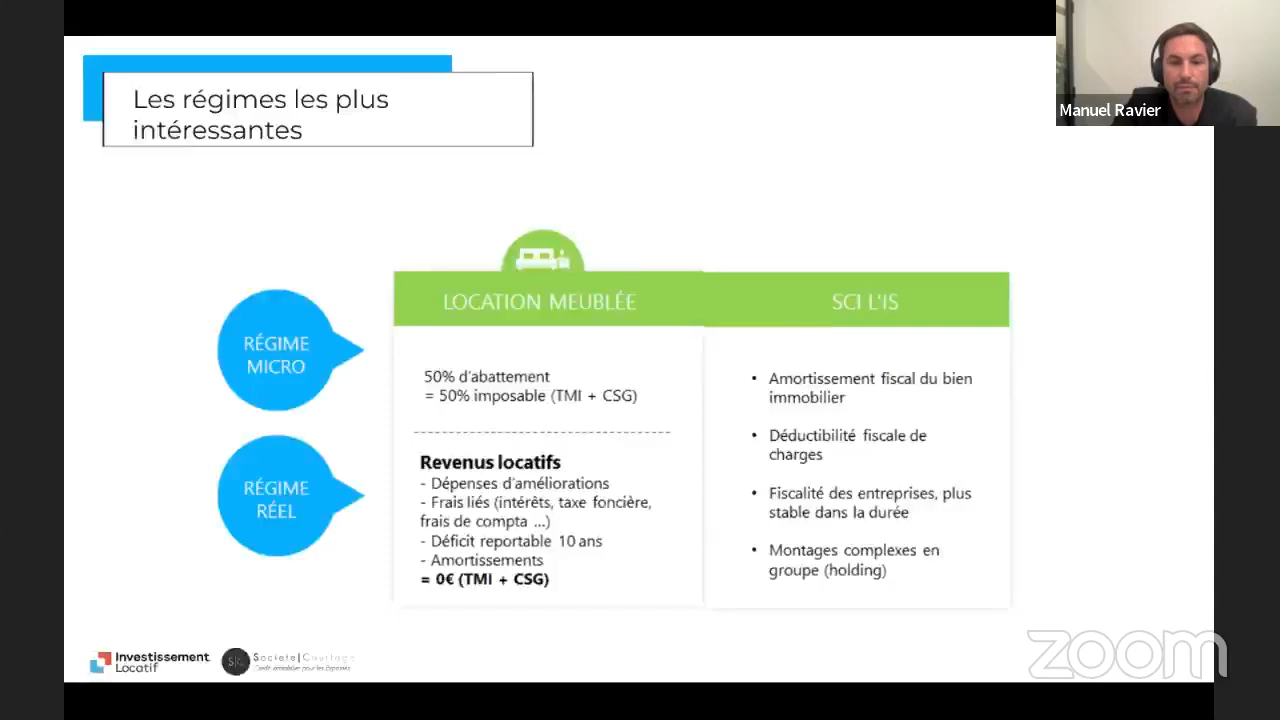 Les régimes les plus
intéressantes
Manuel Ravier
LOCATION MEUBLÉE
SCI L'IS
RÉGIME
MICRO
50% d'abattement
= 50% imposable (TMI + CSG)
RÉGIME
RÉEL
Revenus locatifs
- Dépenses d'améliorations
- Frais liés (intérêts, taxe foncière,
frais de compta ...)
- Déficit reportable 10 ans
- Amortissements
= 0€ (TMI + CSG)
• Amortissement fiscal du bien
immobilier
• Déductibilité fiscale de
charges
• Fiscalité des entreprises, plus
stable dans la durée
• Montages complexes en
groupe (holding)
Investissement
Locatif
Societe|Courtage
zoom